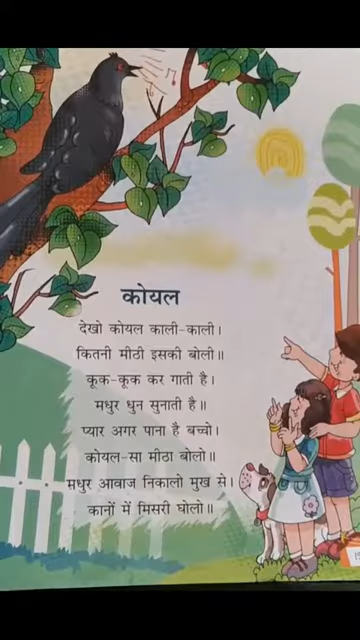 कोयल
देखो कोयल काली-काली।
कितनी मीठी इसकी बोली॥
कूक-कूक कर गाती है।
मधुर धुन सुनाती है॥
प्यार अगर पाना है बच्चो।
कोयल-सा मीठा बोलो॥
मधुर आवाज निकालो मुख से।
कानों में मिसरी घोलो॥